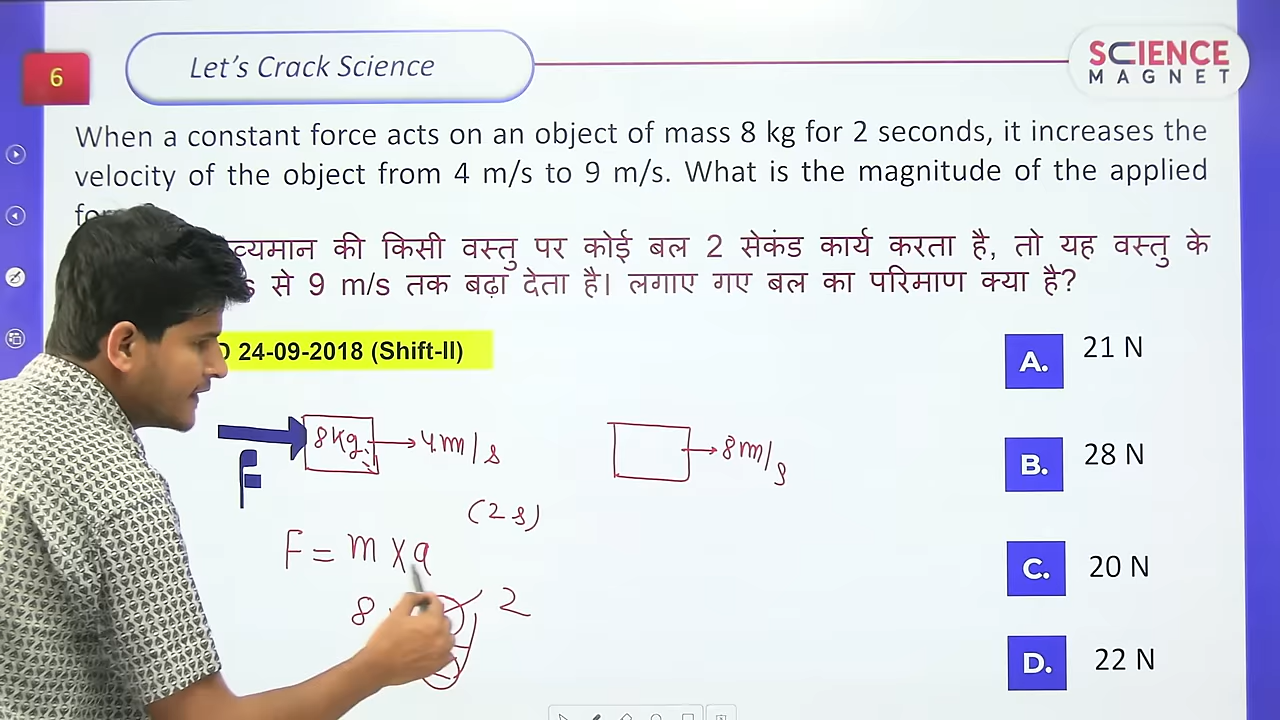 6
Let's Crack Science
SCIENCE
MAGNET
When a constant force acts on an object of mass 8 kg for 2 seconds, it increases the
velocity of the object from 4 m/s to 9 m/s. What is the magnitude of the applied
व्यमान की किसी वस्तु पर कोई बल 2 सेकंड कार्य करता है, तो यह वस्तु के
s से 9 m/s तक बढ़ा देता है। लगाए गए बल का परिमाण क्या है?
24-09-2018 (Shift-II)
A. 21 N
8kg 4m/s 8m/s
F
B. 28 N
(2s)
F = m x a
C. 20 N
8 2
D. 22 N